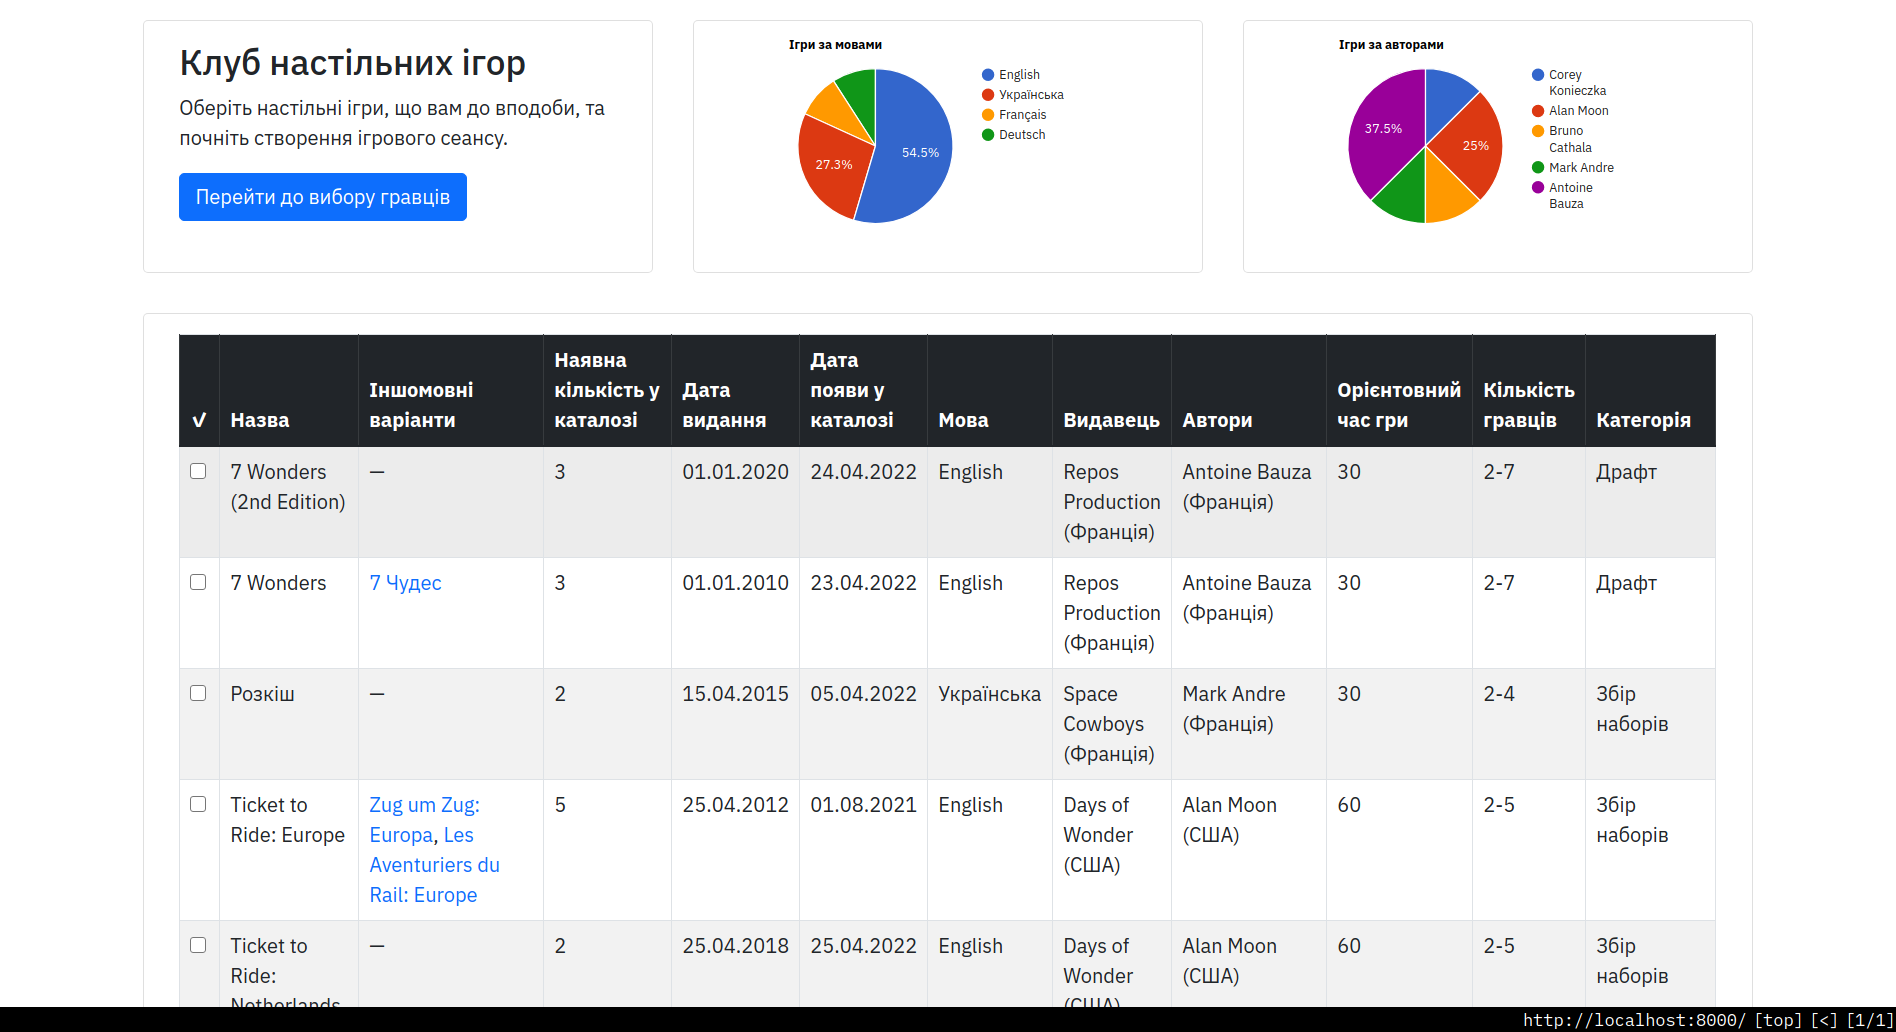 Клуб настільних ігор
Оберіть настільні ігри, що вам до вподоби, та
почніть створення ігрового сеансу.
Перейти до вибору гравців
Ігри за мовами
54.5%
27.3%
English
Українська
Français
Deutsch
Ігри за авторами
37.5%
25%
Corey
Konieczka
Alan Moon
Bruno
Cathala
Mark Andre
Antoine
Bauza
√ Назва Іншомовні варіанти Наявна кількість у каталозі Дата видання Дата появи у каталозі Мова Видавець Автори Орієнтовний час гри Кількість гравців Категорія
7 Wonders (2nd Edition) — 3 01.01.2020 24.04.2022 English Repos Production (Франція) Antoine Bauza (Франція) 30 2-7 Драфт
7 Wonders 7 Чудес 3 01.01.2010 23.04.2022 English Repos Production (Франція) Antoine Bauza (Франція) 30 2-7 Драфт
Розкіш — 2 15.04.2015 05.04.2022 Українська Space Cowboys (Франція) Mark Andre (Франція) 30 2-4 Збір наборів
Ticket to Ride: Europe Zug um Zug: Europa, Les Aventuriers du Rail: Europe 5 25.04.2012 01.08.2021 English Days of Wonder (США) Alan Moon (США) 60 2-5 Збір наборів
Ticket to Ride: Netherlands — 2 25.04.2018 25.04.2022 English Days of Wonder (США) Alan Moon (США) 60 2-5 Збір наборів
http://localhost:8000/ [top] [<] [1/1]